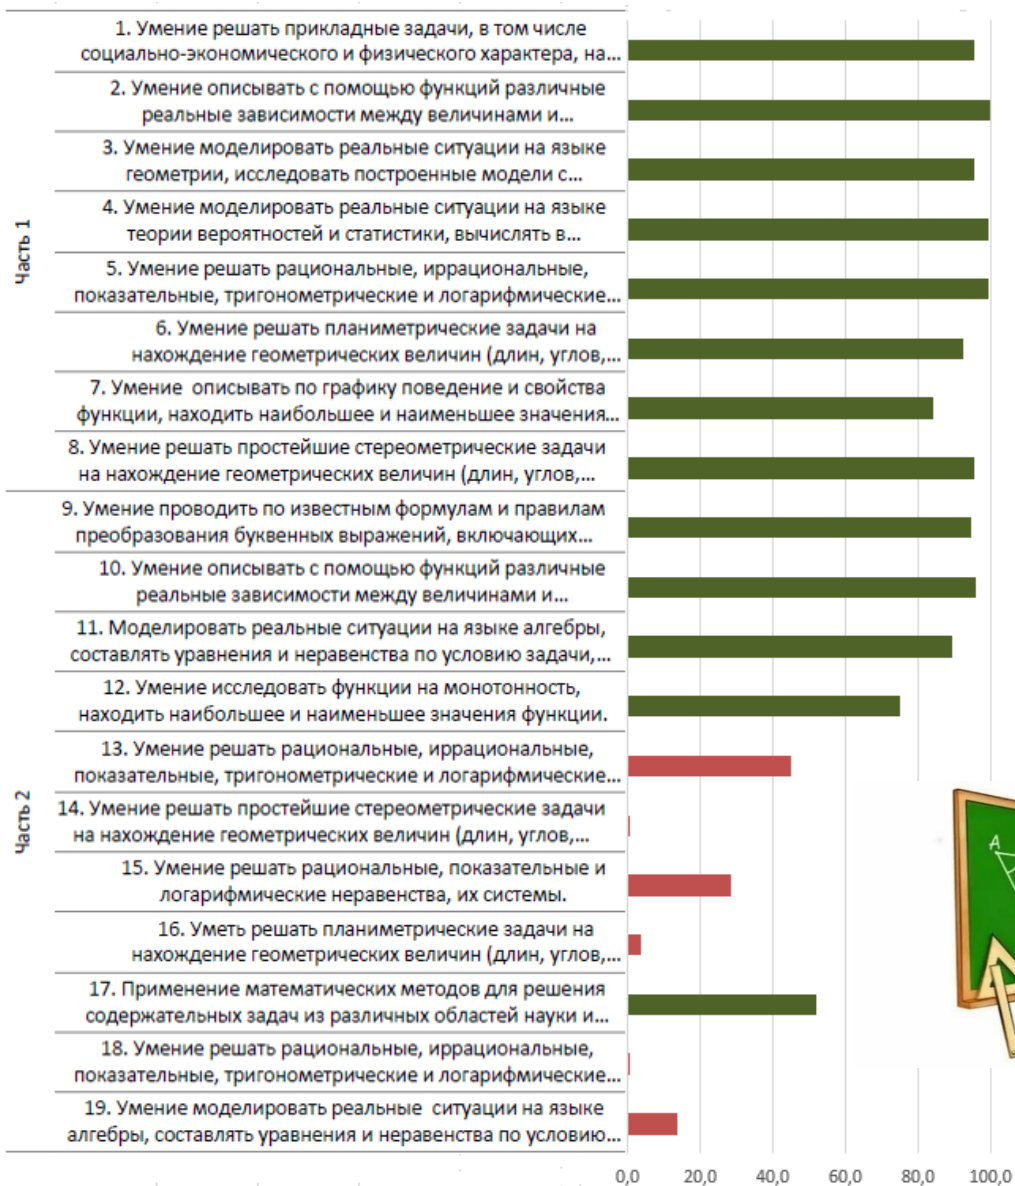 1. Умение решать прикладные задачи, в том числе
социально-экономического и физического характера, на...
2. Умение описывать с помощью функций различные
реальные зависимости между величинами и...
3. Умение моделировать реальные ситуации на языке
геометрии, исследовать построенные модели с...
4. Умение моделировать реальные ситуации на языке
теории вероятностей и статистики, вычислять в...
5. Умение решать рациональные, иррациональные,
показательные, тригонометрические и логарифмические...
6. Умение решать планиметрические задачи на
нахождение геометрических величин (длин, углов,...
7. Умение описывать по графику поведение и свойства
функции, находить наибольшее и наименьшее значения...
8. Умение решать простейшие стереометрические задачи
на нахождение геометрических величин (длин, углов,...
Часть 1
9. Умение проводить по известным формулам и правилам
преобразования буквенных выражений, включающих...
10. Умение описывать с помощью функций различные
реальные зависимости между величинами и...
11. Моделировать реальные ситуации на языке алгебры,
составлять уравнения и неравенства по условию задачи,...
12. Умение исследовать функции на монотонность,
находить наибольшее и наименьшее значения функции.
13. Умение решать рациональные, иррациональные,
показательные, тригонометрические и логарифмические...
14. Умение решать простейшие стереометрические задачи
на нахождение геометрических величин (длин, углов,...
15. Умение решать рациональные, показательные и
логарифмические неравенства, их системы.
16. Уметь решать планиметрические задачи на
нахождение геометрических величин (длин, углов,...
17. Применение математических методов для решения
содержательных задач из различных областей науки и...
18. Умение решать рациональные, иррациональные,
показательные, тригонометрические и логарифмические...
19. Умение моделировать реальные ситуации на языке
алгебры, составлять уравнения и неравенства по условию...
Часть 2
A
0,0 20,0 40,0 60,0 80,0 100,0